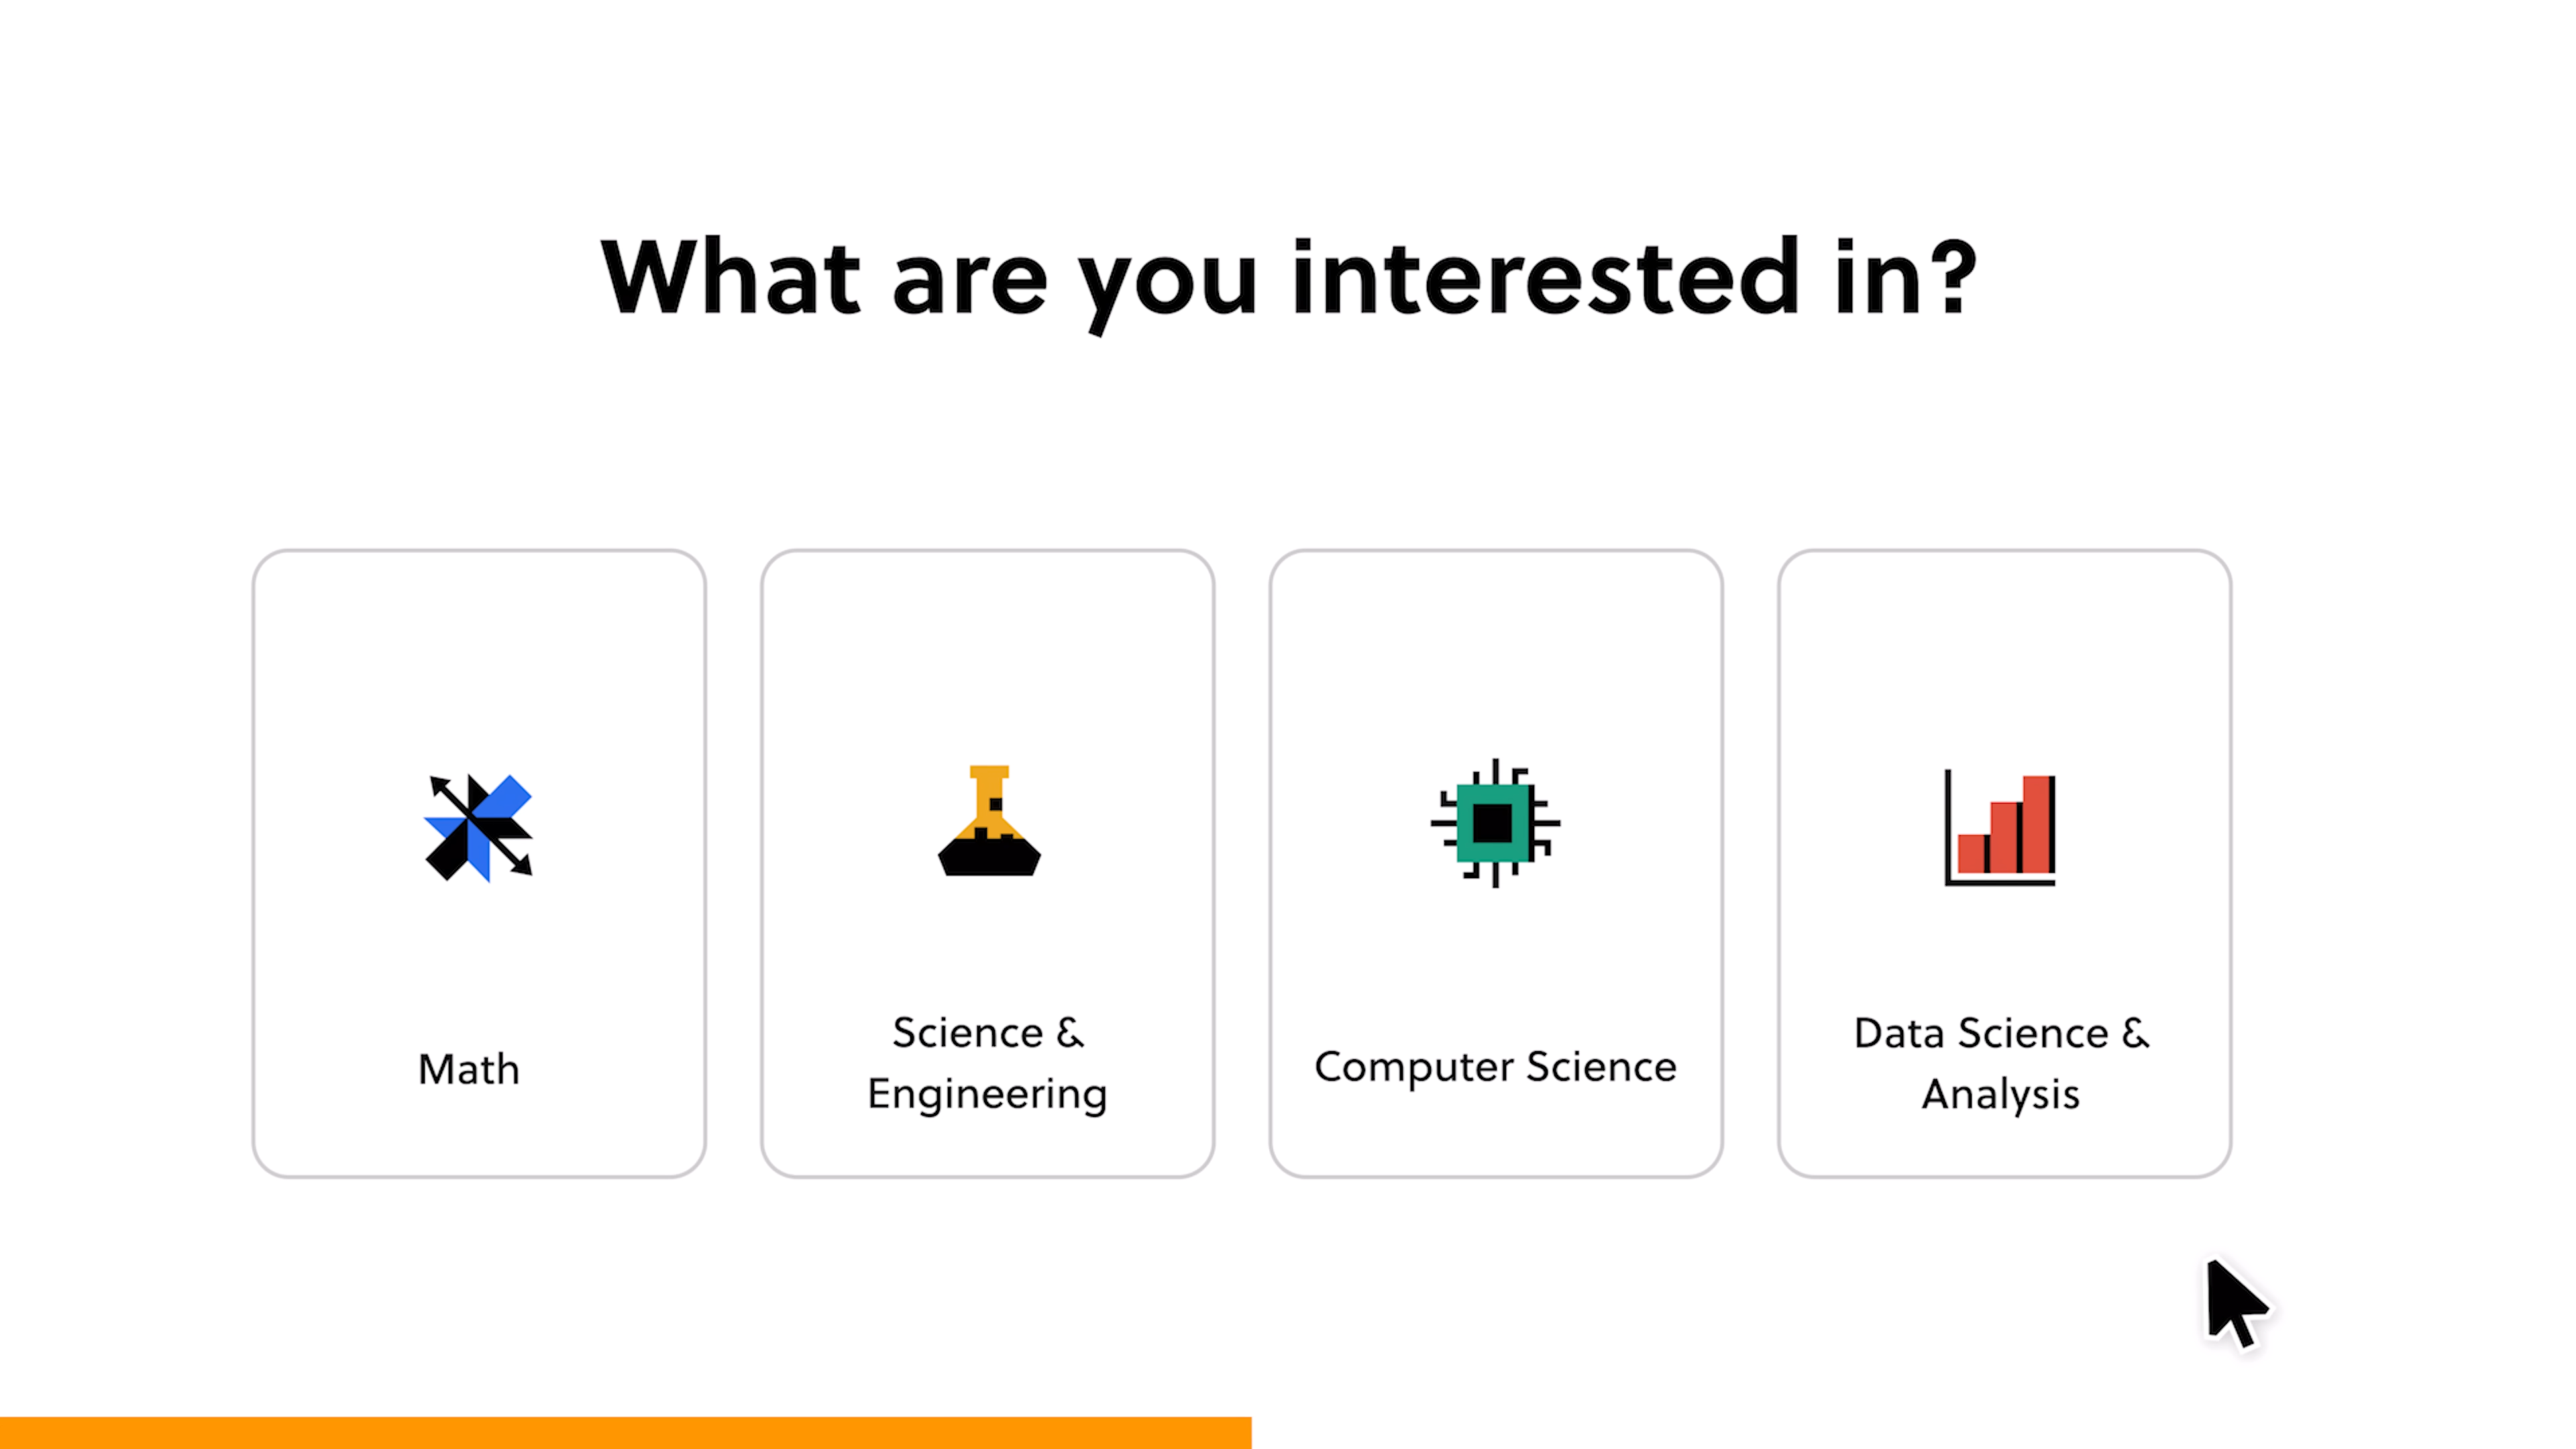 What are you interested in?
Math
Science &
Engineering
Computer Science
Data Science &
Analysis